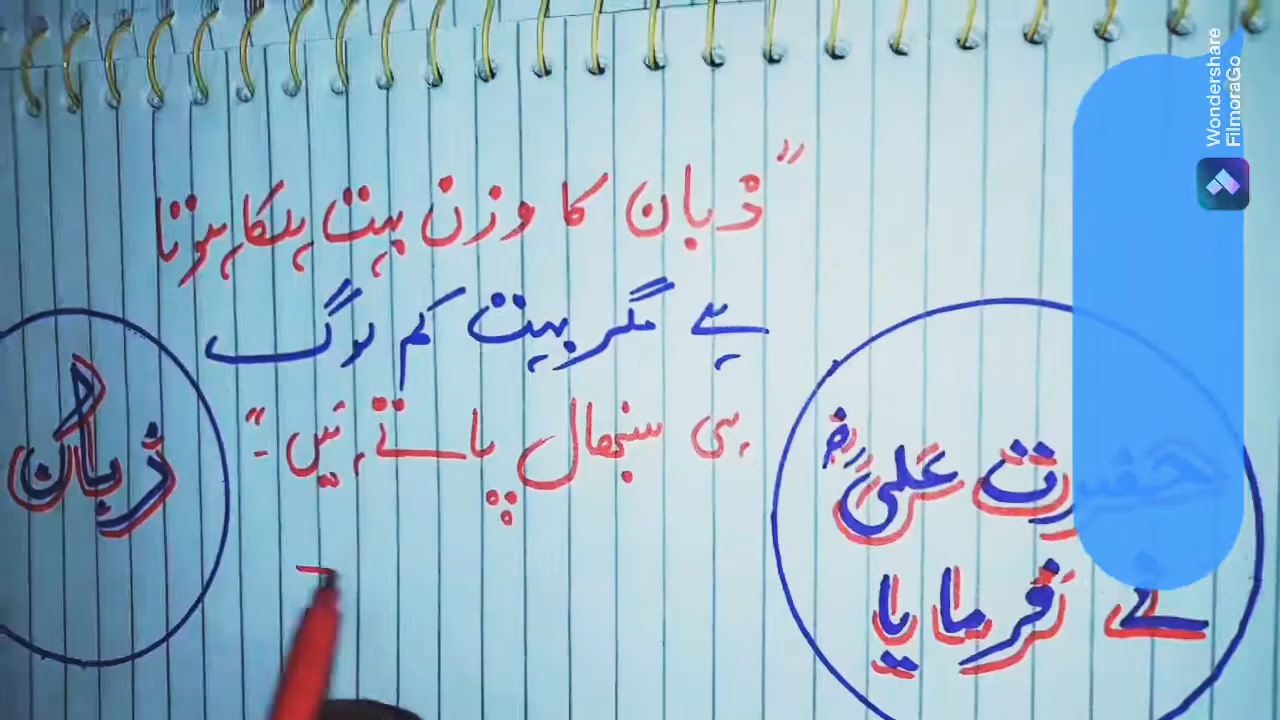 حضرت علیؓ
نے فرمایا
"زبان کا وزن بہت ہلکا ہوتا
ہے مگر بہت کم لوگ
ہی سنبھال پاتے ہیں۔"
زبان
Wondershare
FilmoraGo